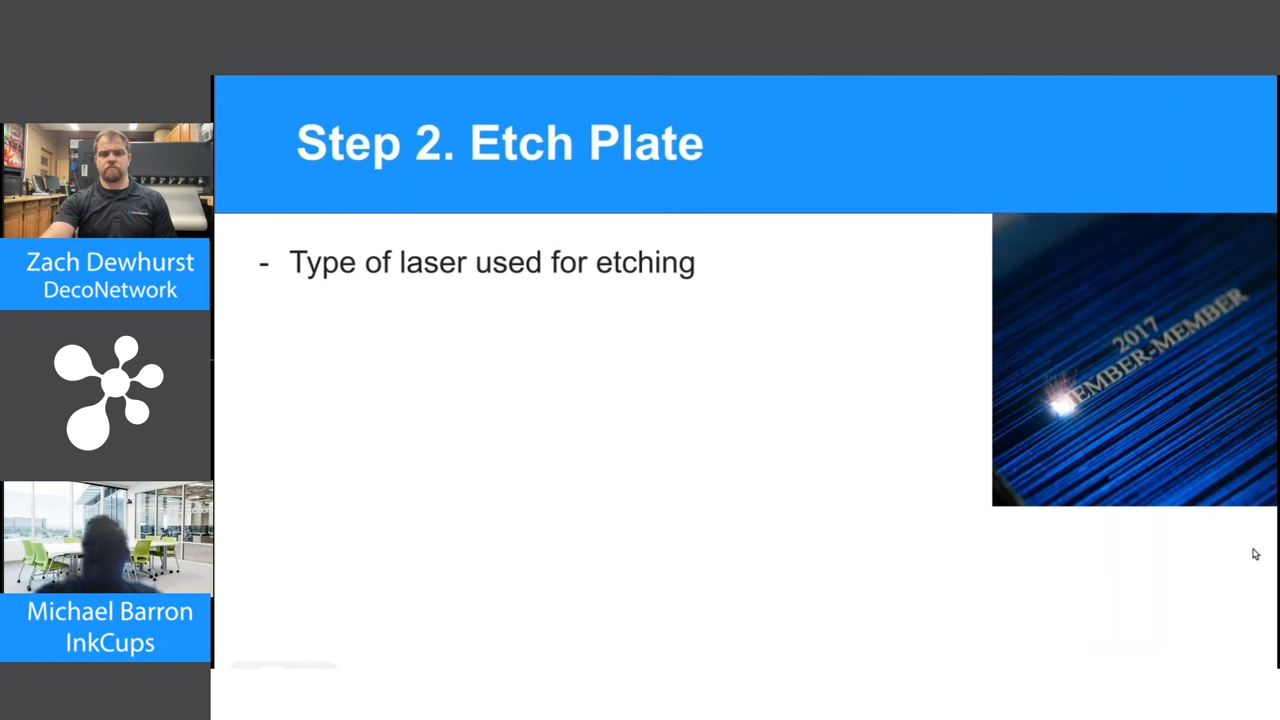 Step 2. Etch Plate
- Type of laser used for etching
2017
MEMBER-MEMBER
Zach Dewhurst
DecoNetwork
Michael Barron
InkCups